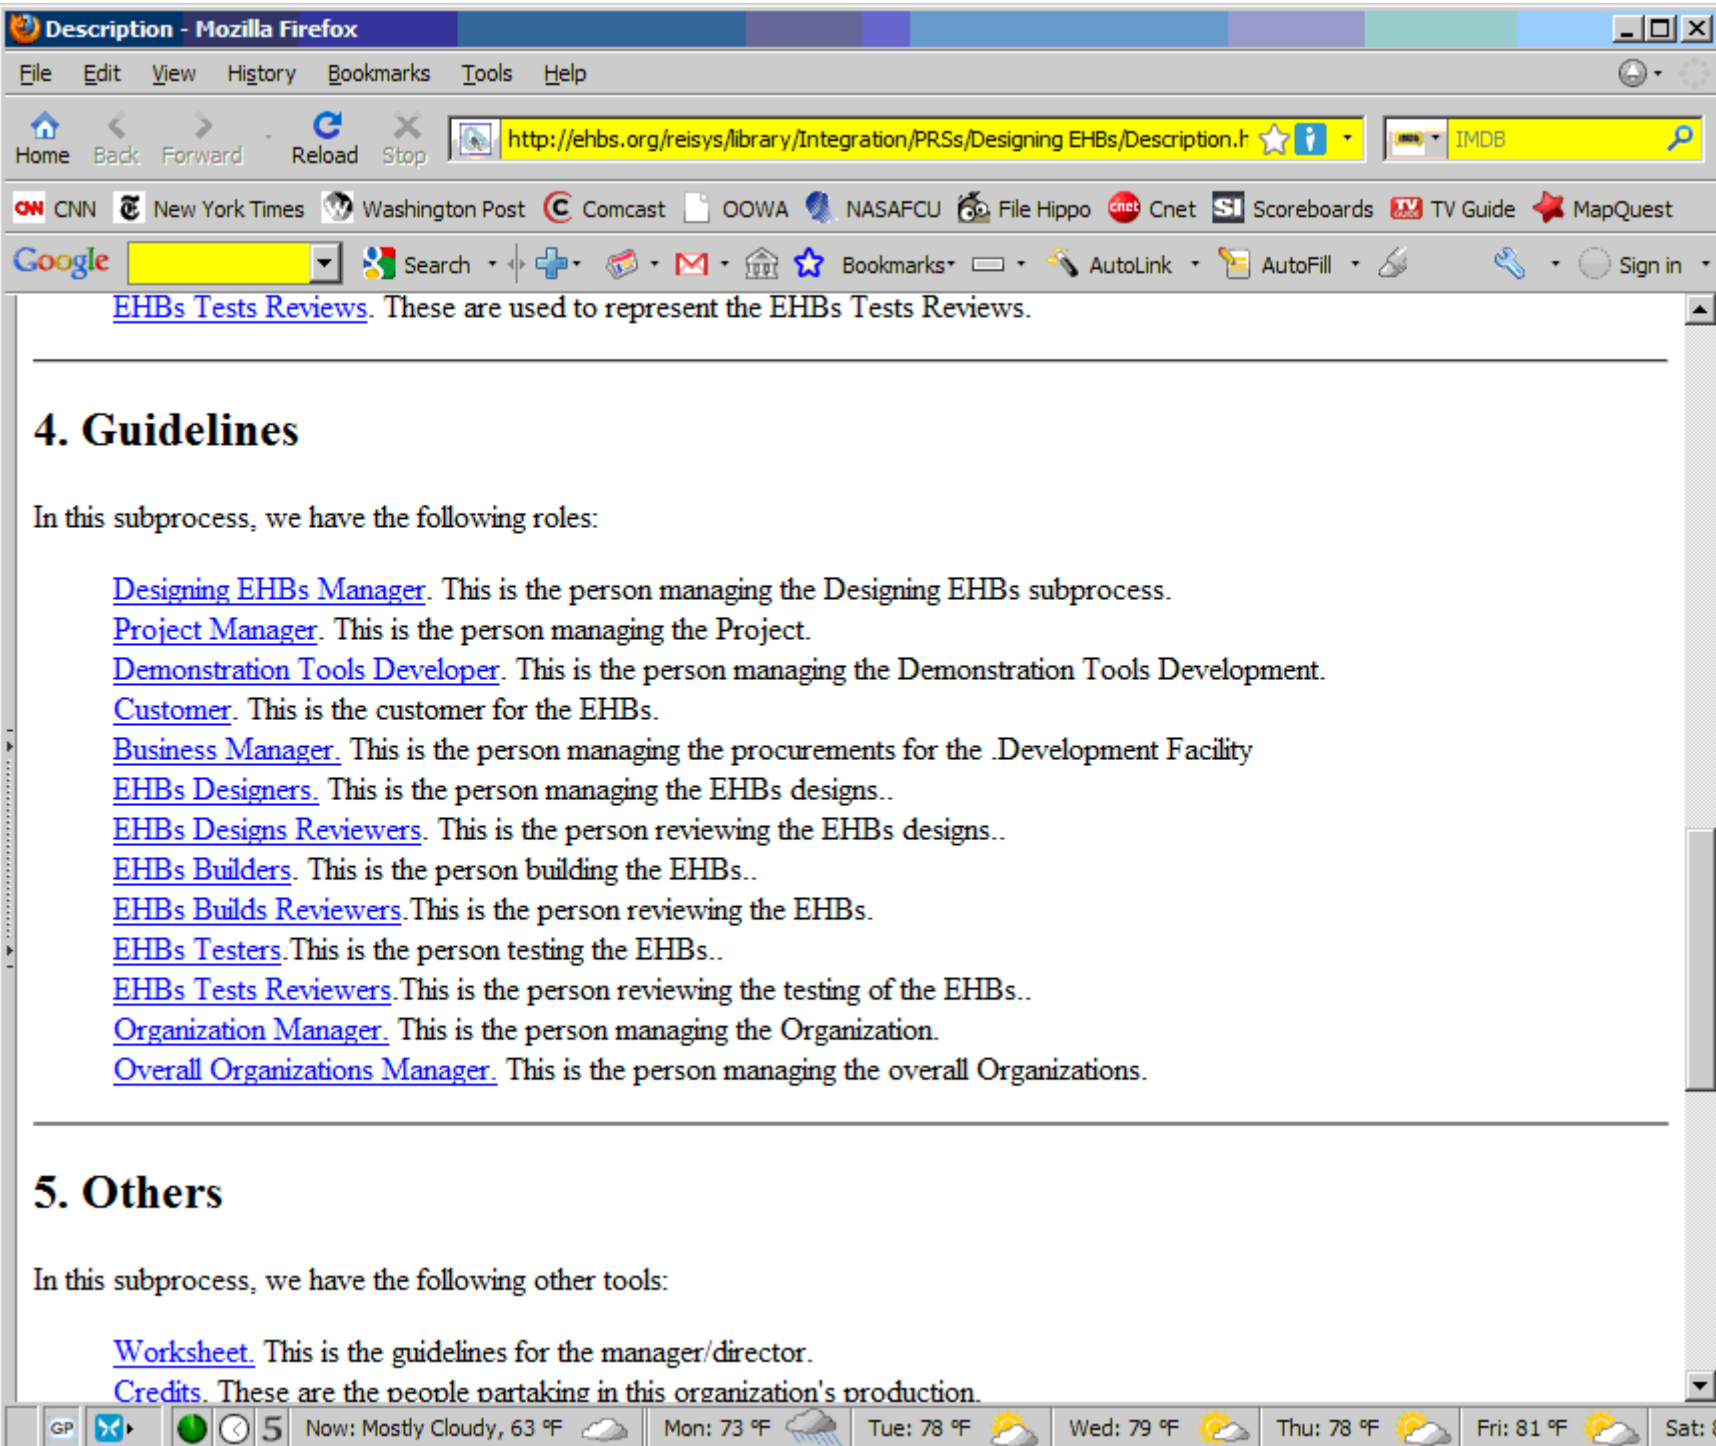 Description - Mozilla Firefox
File Edit View History Bookmarks Tools Help
Home Back Forward Reload Stop http://ehbs.org/reisys/library/Integration/PRSs/Designing EHBs/Description.h IMDB
CNN CNN New York Times Washington Post Comcast OOWA NASAFCU File Hippo cnet Cnet SI Scoreboards TV GUIDE TV Guide MapQuest
Google Search Bookmarks AutoLink AutoFill Sign in
EHBs Tests Reviews. These are used to represent the EHBs Tests Reviews.
4. Guidelines
In this subprocess, we have the following roles:
Designing EHBs Manager. This is the person managing the Designing EHBs subprocess.
Project Manager. This is the person managing the Project.
Demonstration Tools Developer. This is the person managing the Demonstration Tools Development.
Customer. This is the customer for the EHBs.
Business Manager. This is the person managing the procurements for the .Development Facility
EHBs Designers. This is the person managing the EHBs designs..
EHBs Designs Reviewers. This is the person reviewing the EHBs designs..
EHBs Builders. This is the person building the EHBs..
EHBs Builds Reviewers.This is the person reviewing the EHBs.
EHBs Testers.This is the person testing the EHBs..
EHBs Tests Reviewers.This is the person reviewing the testing of the EHBs..
Organization Manager. This is the person managing the Organization.
Overall Organizations Manager. This is the person managing the overall Organizations.
5. Others
In this subprocess, we have the following other tools:
Worksheet. This is the guidelines for the manager/director.
Credits. These are the people partaking in this organization's production.
GP 5 Now: Mostly Cloudy, 63 °F Mon: 73 °F Tue: 78 °F Wed: 79 °F Thu: 78 °F Fri: 81 °F Sat: